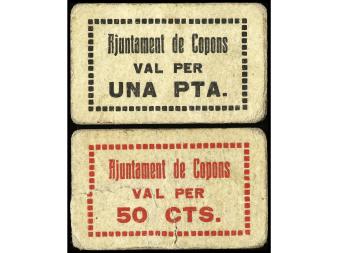 Ajuntament de Copons
VAL PER
UNA PTA.
Ajuntament de Copons
VAL PER
50 CTS.